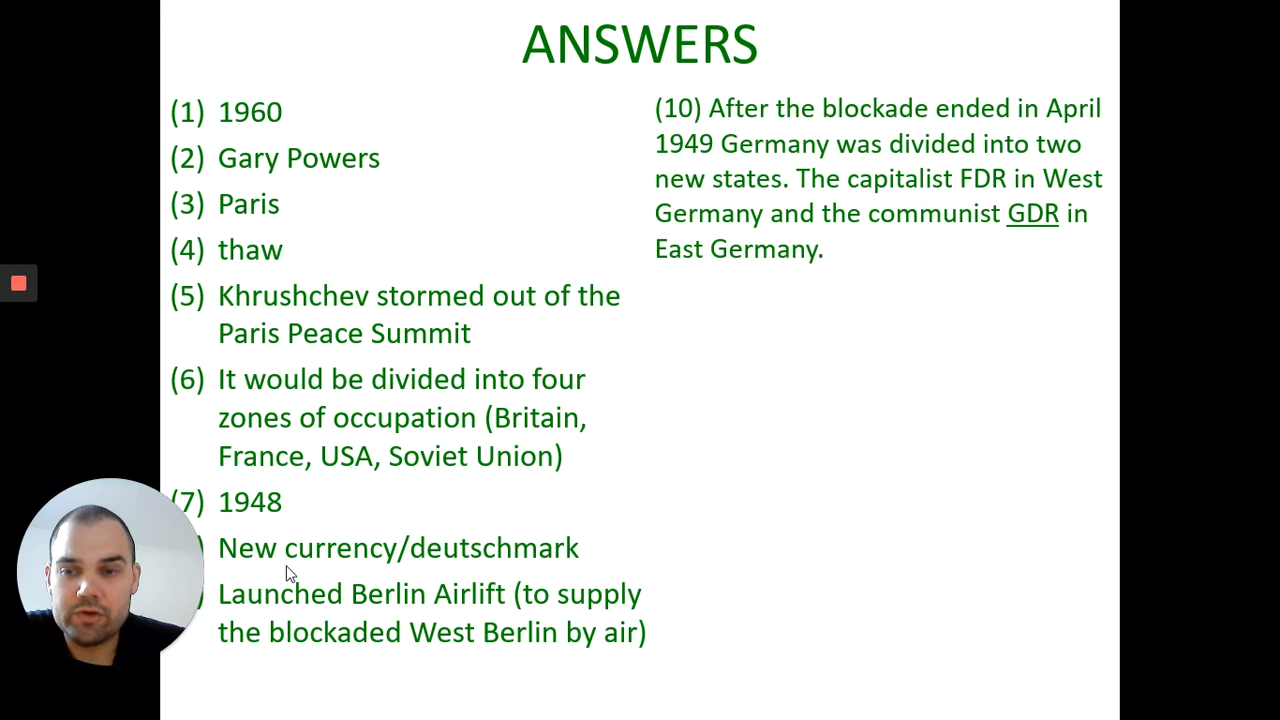 ANSWERS
(1) 1960
(2) Gary Powers
(3) Paris
(4) thaw
(5) Khrushchev stormed out of the
Paris Peace Summit
(6) It would be divided into four
zones of occupation (Britain,
France, USA, Soviet Union)
(7) 1948
) New currency/deutschmark
) Launched Berlin Airlift (to supply
the blockaded West Berlin by air)
(10) After the blockade ended in April
1949 Germany was divided into two
new states. The capitalist FDR in West
Germany and the communist GDR in
East Germany.